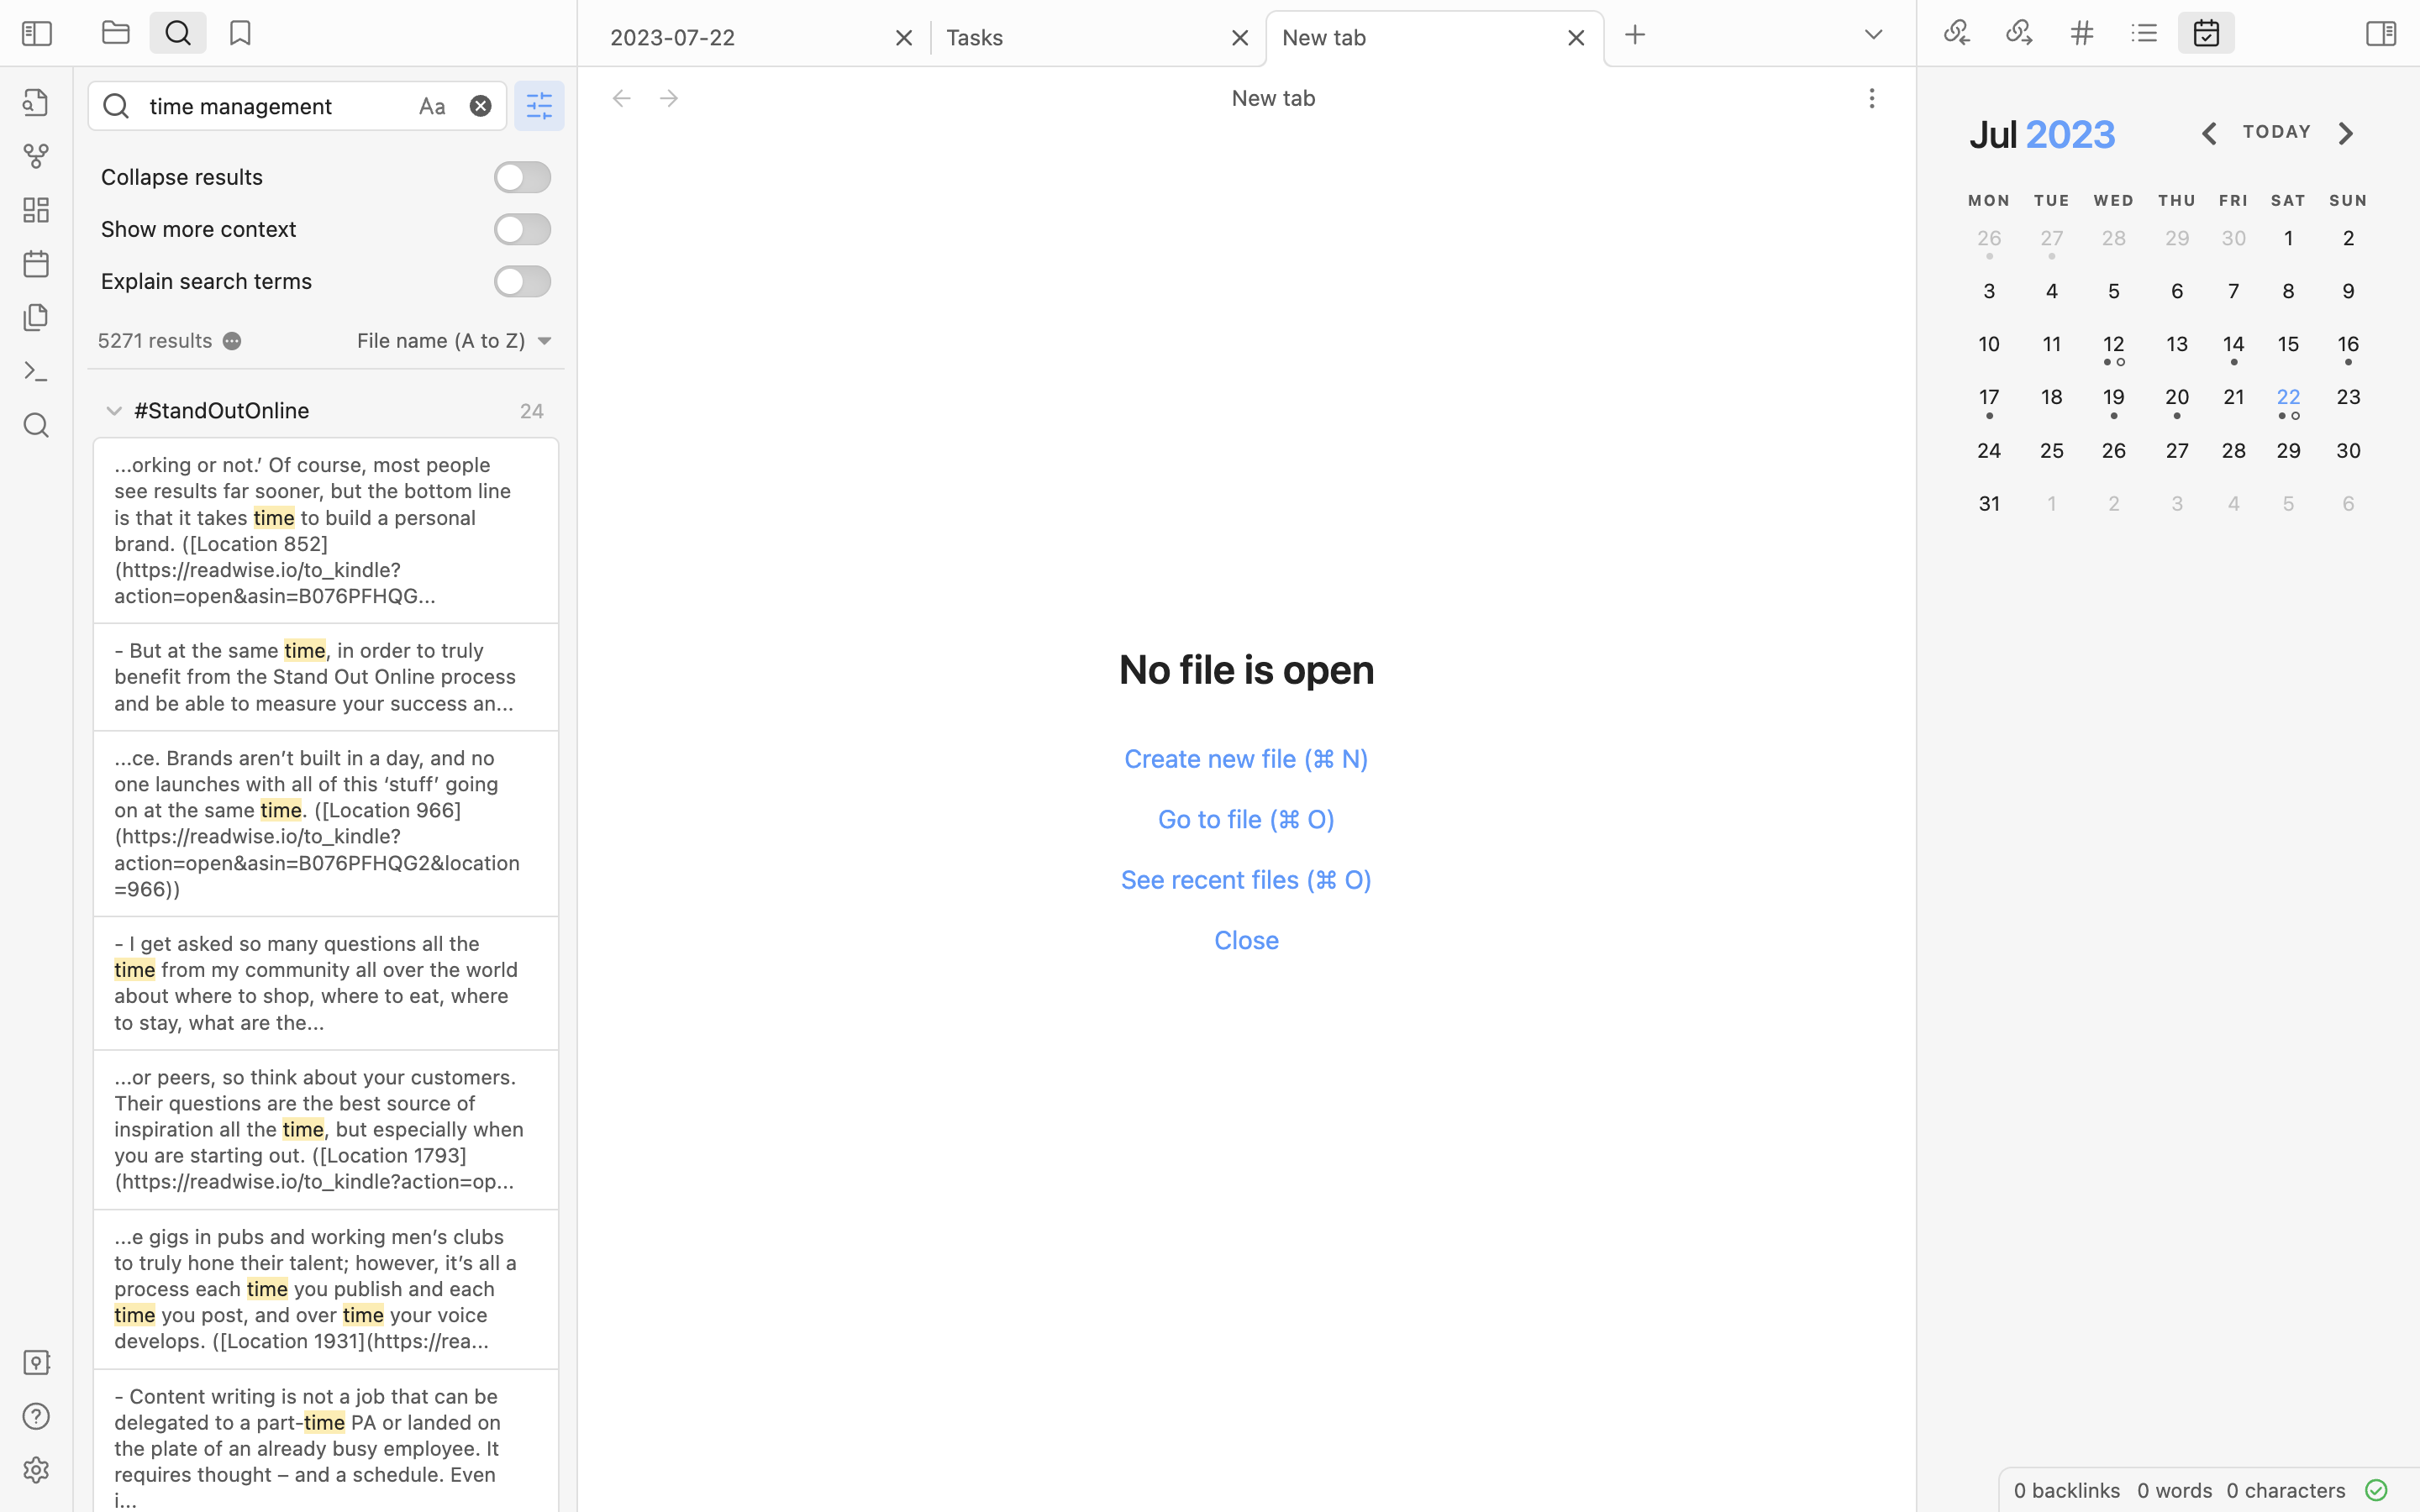 2023-07-22
Tasks
New tab
time management
Aa
New tab
Collapse results
Show more context
Explain search terms
5271 results
File name (A to Z)
#StandOutOnline
24
...orking or not.’ Of course, most people
see results far sooner, but the bottom line
is that it takes time to build a personal
brand. ([Location 852]
(https://readwise.io/to_kindle?
action=open&asin=B076PFHQG...
- But at the same time, in order to truly
benefit from the Stand Out Online process
and be able to measure your success an...
...ce. Brands aren’t built in a day, and no
one launches with all of this ‘stuff’ going
on at the same time. ([Location 966]
(https://readwise.io/to_kindle?
action=open&asin=B076PFHQG2&location
=966))
- I get asked so many questions all the
time from my community all over the world
about where to shop, where to eat, where
to stay, what are the...
...or peers, so think about your customers.
Their questions are the best source of
inspiration all the time, but especially when
you are starting out. ([Location 1793]
(https://readwise.io/to_kindle?action=op...
...e gigs in pubs and working men’s clubs
to truly hone their talent; however, it’s all a
process each time you publish and each
time you post, and over time your voice
develops. ([Location 1931](https://rea...
- Content writing is not a job that can be
delegated to a part-time PA or landed on
the plate of an already busy employee. It
requires thought – and a schedule. Even
i...
No file is open
Create new file (⌘ N)
Go to file (⌘ O)
See recent files (⌘ O)
Close
Jul 2023
TODAY
MON TUE WED THU FRI SAT SUN
26 27 28 29 30 1 2
3 4 5 6 7 8 9
10 11 12 13 14 15 16
17 18 19 20 21 22 23
24 25 26 27 28 29 30
31 1 2 3 4 5 6
0 backlinks 0 words 0 characters